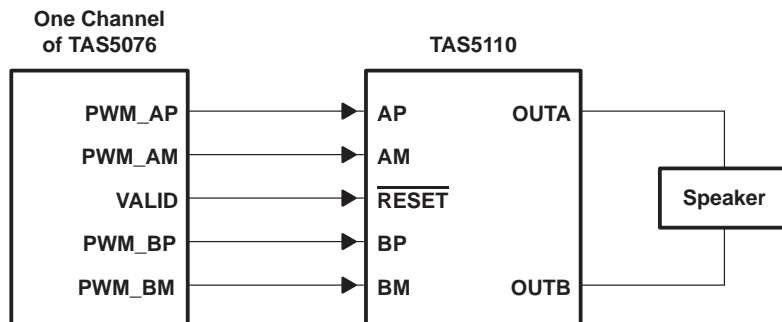 One Channel
of TAS5076
TAS5110
PWM_AP
AP
OUTA
PWM_AM
AM
VALID
RESET
Speaker
PWM_BP
BP
PWM_BM
BM
OUTB